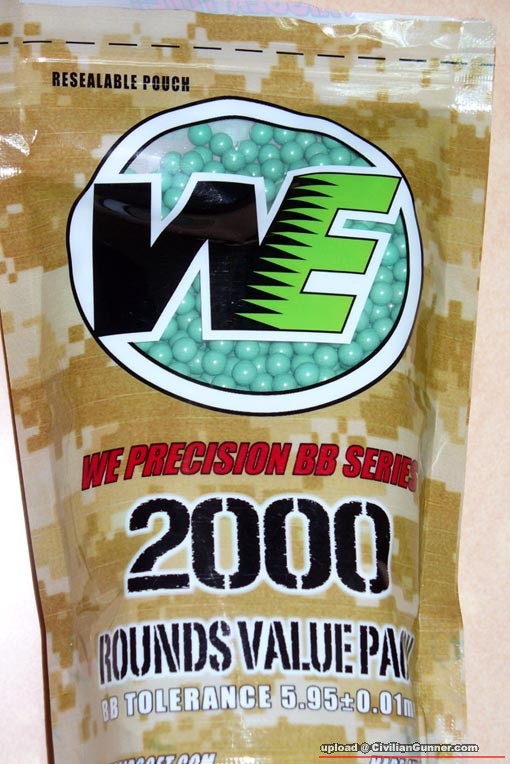 RESEALABLE POUCH
WE
WE PRECISION BB SERIES
2000
ROUNDS VALUE PACK
BB TOLERANCE 5.95±0.01m
upload @ CivilianGunner.com